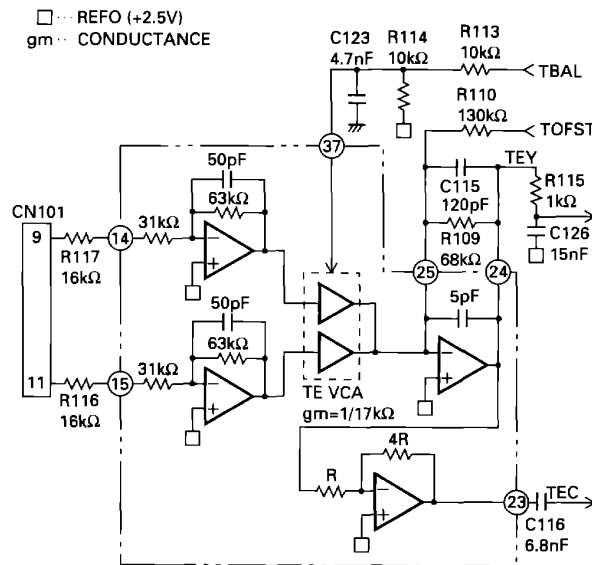 □··· REFO (+2.5V)
gm··· CONDUCTANCE
C123
4.7nF
R114
10kΩ
R113
10kΩ
TBAL
R110
130kΩ
TOFST
37
TEY
C115
120pF
R115
1kΩ
R109
68kΩ
C126
15nF
50pF
63kΩ
CN101
9
R117
16kΩ
14
31kΩ
−
+
25
24
50pF
63kΩ
5pF
11
R116
16kΩ
15
31kΩ
−
+
TE VCA
gm=1/17kΩ
−
+
4R
R
−
+
23
TEC
C116
6.8nF